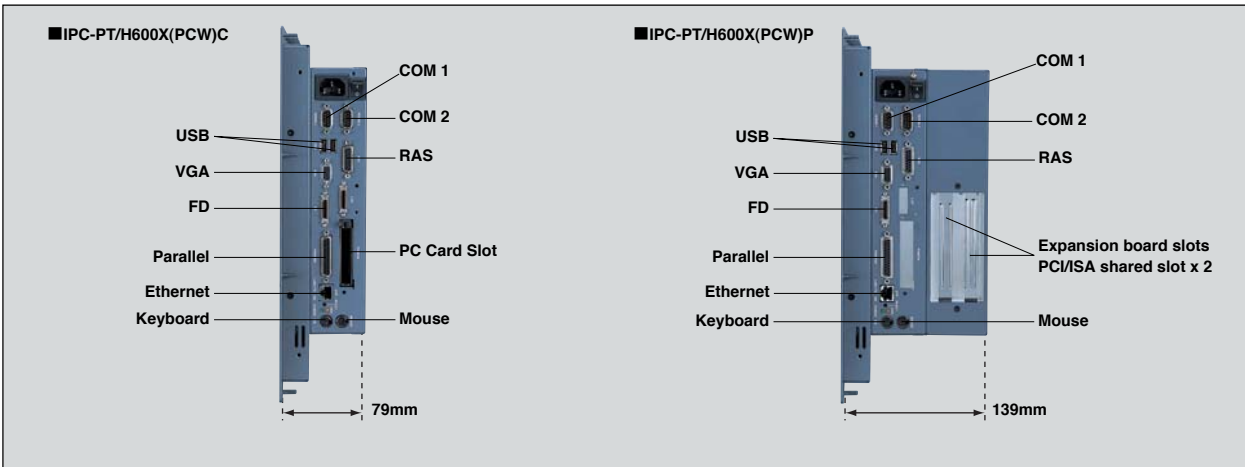 ■IPC-PT/H600X(PCW)C
COM 1
COM 2
USB
RAS
VGA
FD
Parallel
PC Card Slot
Ethernet
Keyboard
Mouse
79mm
■IPC-PT/H600X(PCW)P
COM 1
COM 2
USB
RAS
VGA
FD
Parallel
Expansion board slots
PCI/ISA shared slot x 2
Ethernet
Keyboard
Mouse
139mm